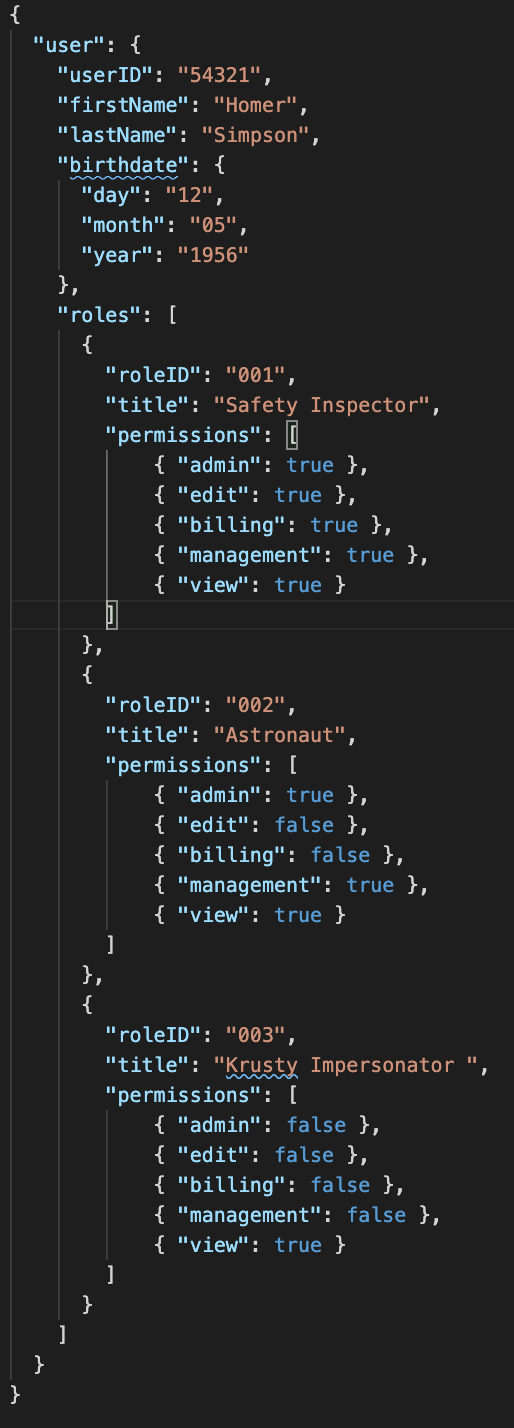 {
  "user": {
    "userID": "54321",
    "firstName": "Homer",
    "lastName": "Simpson",
    "birthdate": {
      "day": "12",
      "month": "05",
      "year": "1956"
    },
    "roles": [
      {
        "roleID": "001",
        "title": "Safety Inspector",
        "permissions": [
            { "admin": true },
            { "edit": true },
            { "billing": true },
            { "management": true },
            { "view": true }
        ]
      },
      {
        "roleID": "002",
        "title": "Astronaut",
        "permissions": [
            { "admin": true },
            { "edit": false },
            { "billing": false },
            { "management": true },
            { "view": true }
        ]
      },
      {
        "roleID": "003",
        "title": "Krusty Impersonator ",
        "permissions": [
            { "admin": false },
            { "edit": false },
            { "billing": false },
            { "management": false },
            { "view": true }
        ]
      }
    ]
  }
}